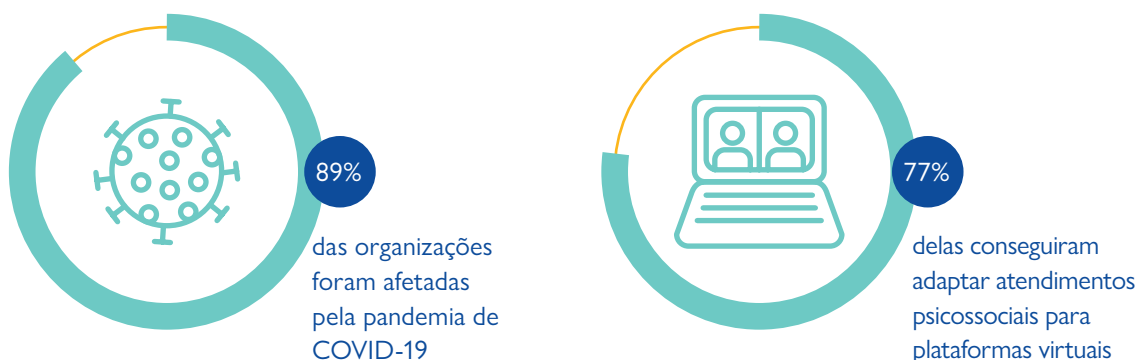 89%
das organizações
foram afetadas
pela pandemia de
COVID-19
77%
delas conseguiram
adaptar atendimentos
psicossociais para
plataformas virtuais